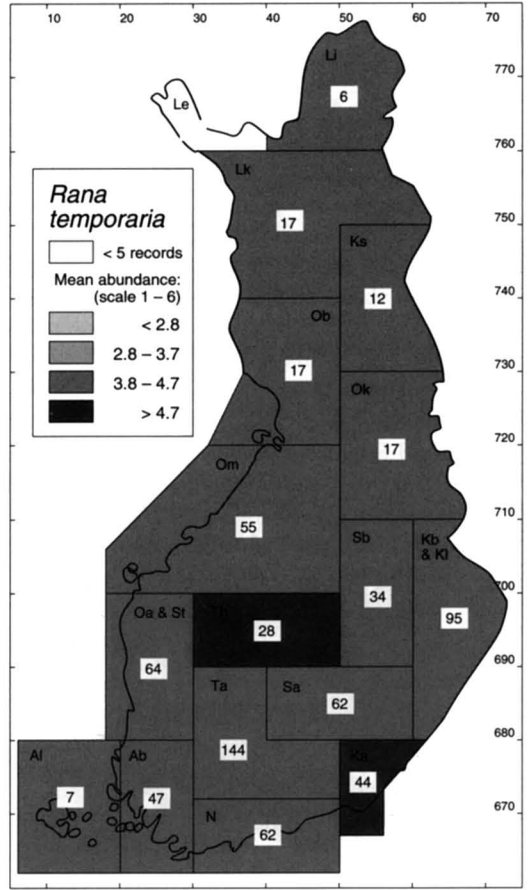 10 20 30 40 50 60 70
Li
770
Le
6
760
Lk
Rana
temporaria
< 5 records
Mean abundance:
(scale 1 – 6)
< 2.8
2.8 – 3.7
3.8 – 4.7
> 4.7
17
750
Ks
12
740
Ob
17
730
Ok
17
720
Om
710
55
Sb
Kb
& Kl
34
700
Oa & St
28
95
64
690
Ta
Sa
62
680
Al
Ab
144
Ka
44
7
47
670
N
62